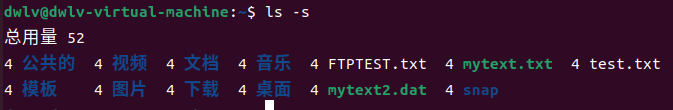 dwlv@dwlv-virtual-machine:~$ ls -s
总用量 52
4 公共的 4 视频 4 文档 4 音乐 4 FTPTEST.txt 4 mytext.txt 4 test.txt
4 模板 4 图片 4 下载 4 桌面 4 mytext2.dat 4 snap